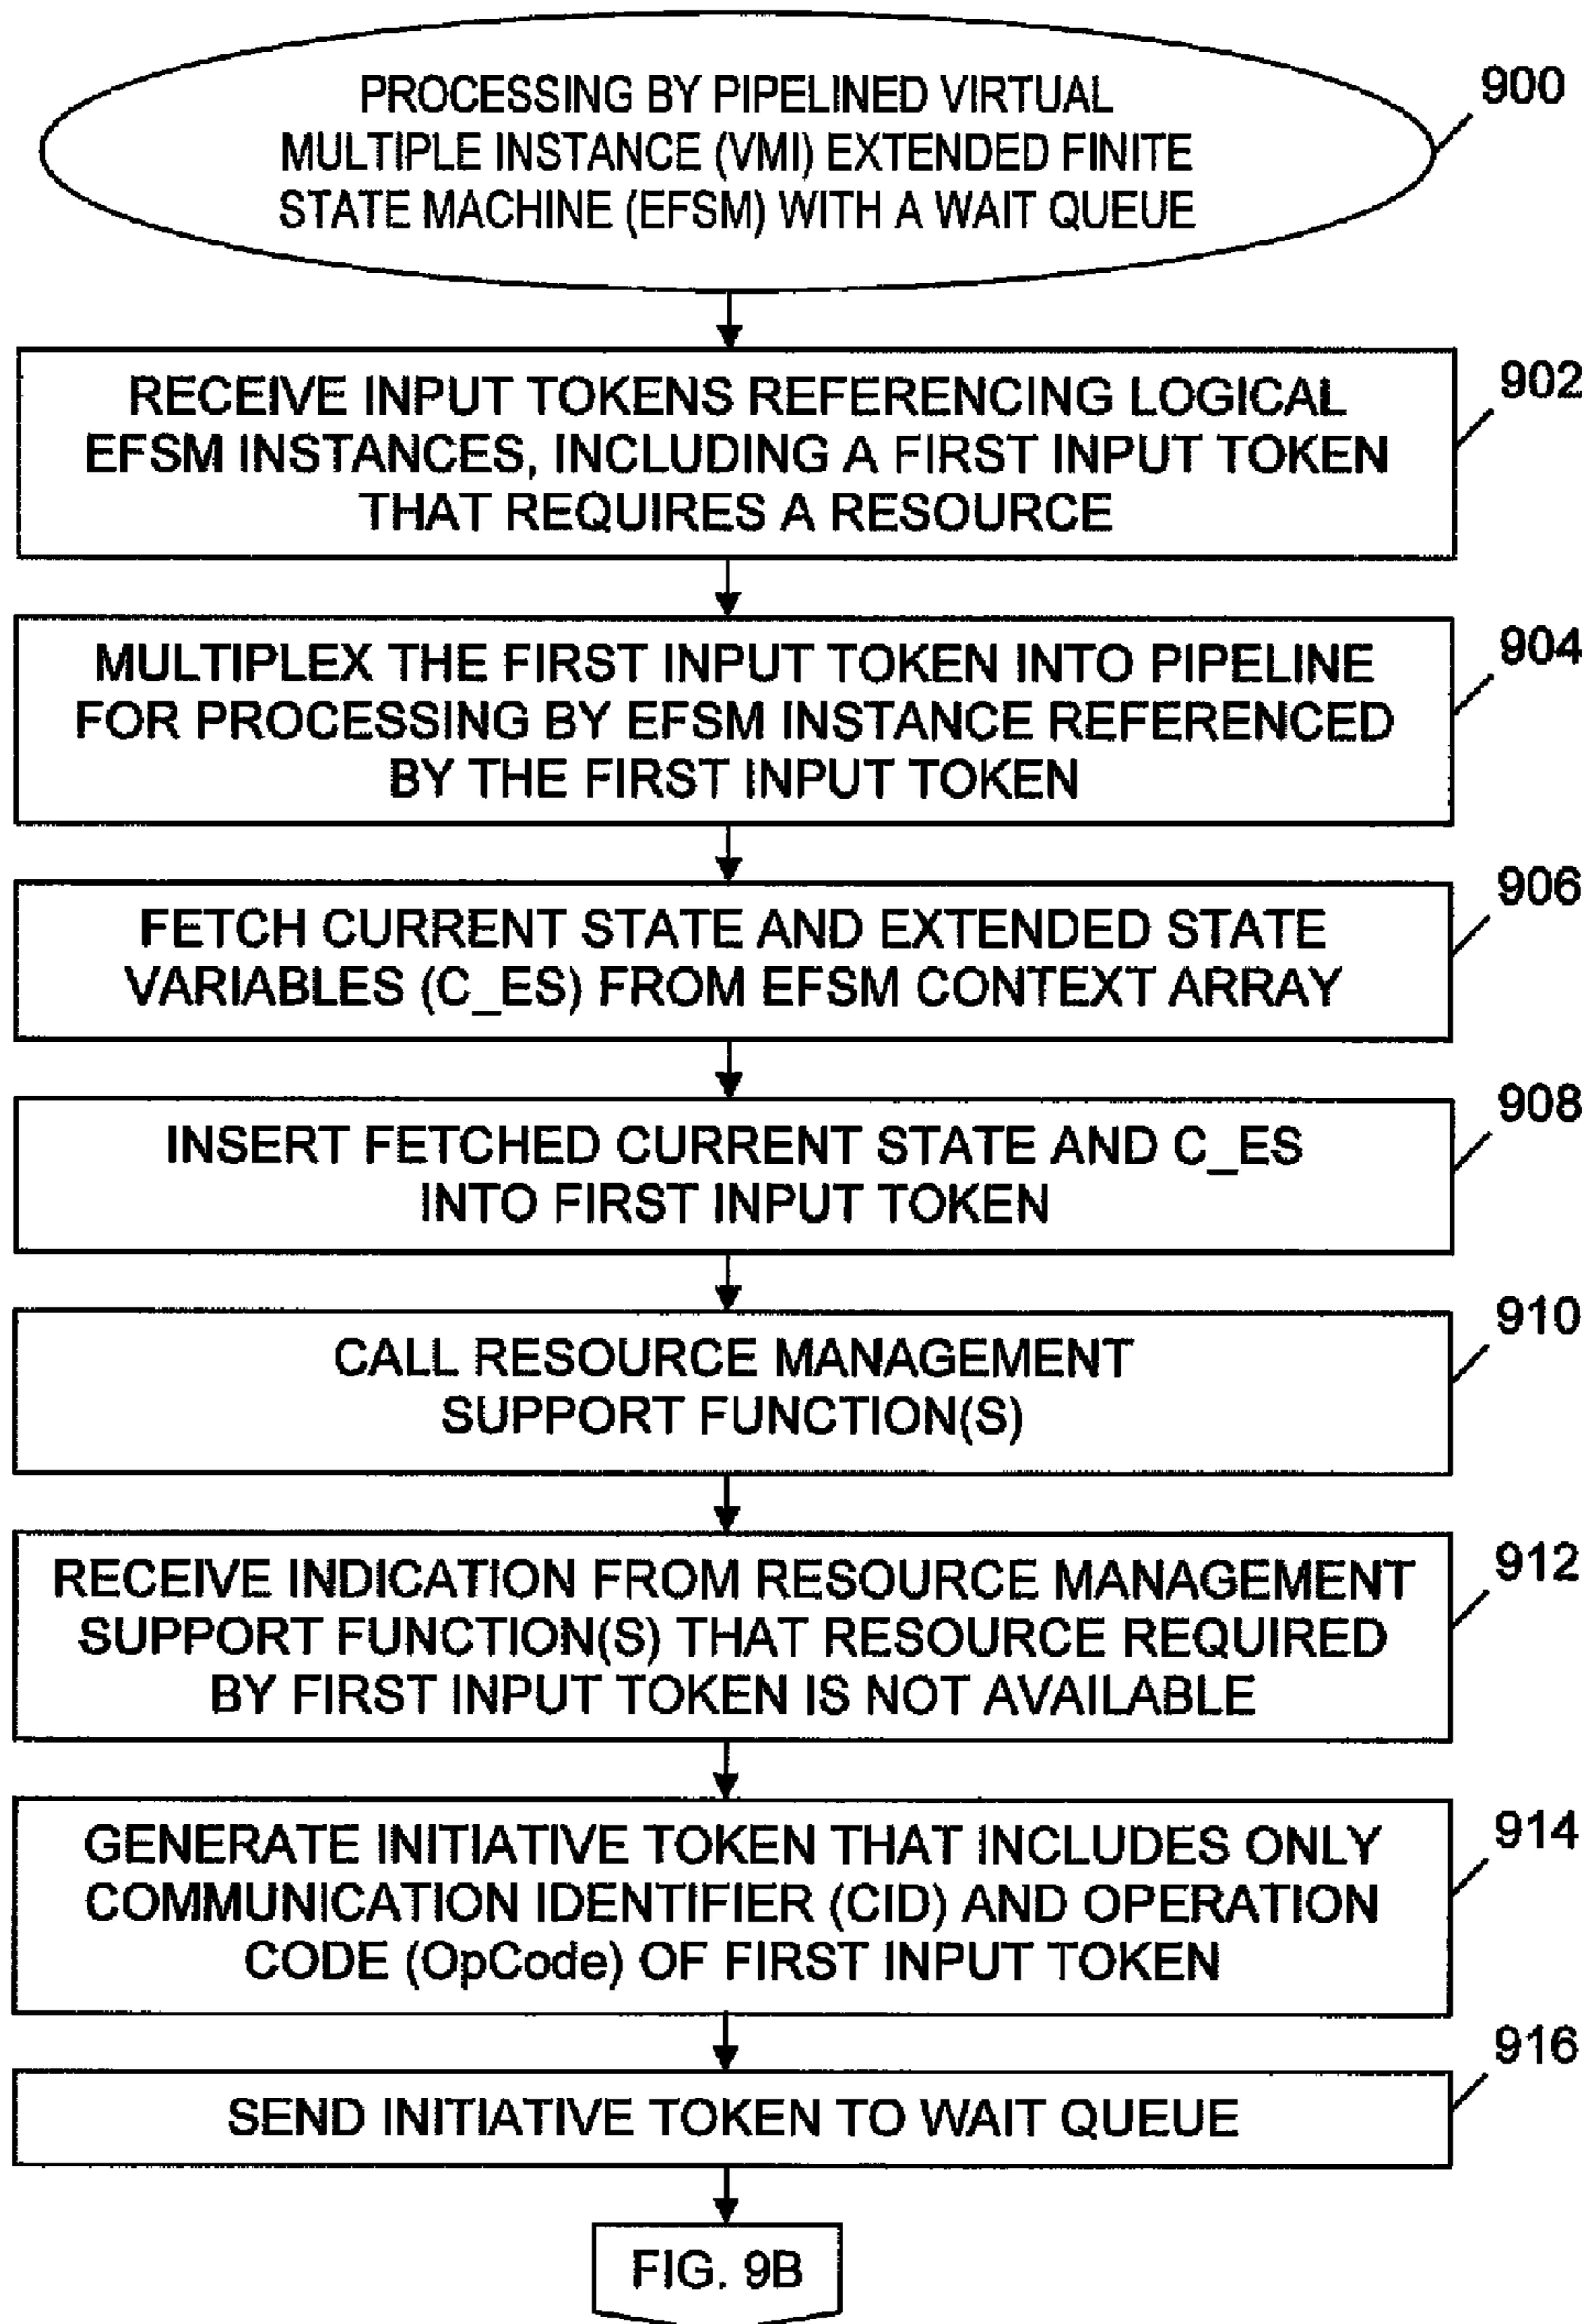 PROCESSING BY PIPELINED VIRTUAL
MULTIPLE INSTANCE (VMI) EXTENDED FINITE
STATE MACHINE (EFSM) WITH A WAIT QUEUE
900
RECEIVE INPUT TOKENS REFERENCING LOGICAL
EFSM INSTANCES, INCLUDING A FIRST INPUT TOKEN
THAT REQUIRES A RESOURCE
902
MULTIPLEX THE FIRST INPUT TOKEN INTO PIPELINE
FOR PROCESSING BY EFSM INSTANCE REFERENCED
BY THE FIRST INPUT TOKEN
904
FETCH CURRENT STATE AND EXTENDED STATE
VARIABLES (C_ES) FROM EFSM CONTEXT ARRAY
906
INSERT FETCHED CURRENT STATE AND C_ES
INTO FIRST INPUT TOKEN
908
CALL RESOURCE MANAGEMENT
SUPPORT FUNCTION(S)
910
RECEIVE INDICATION FROM RESOURCE MANAGEMENT
SUPPORT FUNCTION(S) THAT RESOURCE REQUIRED
BY FIRST INPUT TOKEN IS NOT AVAILABLE
912
GENERATE INITIATIVE TOKEN THAT INCLUDES ONLY
COMMUNICATION IDENTIFIER (CID) AND OPERATION
CODE (OpCode) OF FIRST INPUT TOKEN
914
SEND INITIATIVE TOKEN TO WAIT QUEUE
916
FIG. 9B